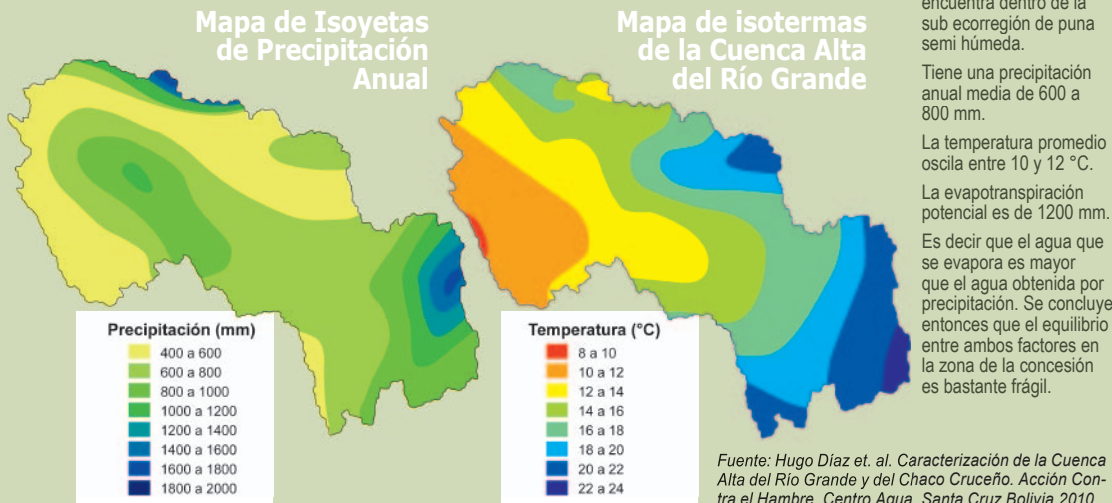 Mapa de Isoyetas
de Precipitación
Anual
Mapa de isotermas
de la Cuenca Alta
del Río Grande
encuentra dentro de la
sub ecorregión de puna
semi húmeda.
Tiene una precipitación
anual media de 600 a
800 mm.
La temperatura promedio
oscila entre 10 y 12 °C.
La evapotranspiración
potencial es de 1200 mm.
Es decir que el agua que
se evapora es mayor
que el agua obtenida por
precipitación. Se concluye
entonces que el equilibrio
entre ambos factores en
la zona de la concesión
es bastante frágil.
Precipitación (mm)
400 a 600
600 a 800
800 a 1000
1000 a 1200
1200 a 1400
1400 a 1600
1600 a 1800
1800 a 2000
Temperatura (°C)
8 a 10
10 a 12
12 a 14
14 a 16
16 a 18
18 a 20
20 a 22
22 a 24
Fuente: Hugo Díaz et. al. Caracterización de la Cuenca
Alta del Río Grande y del Chaco Cruceño. Acción Con-
tra el Hambre, Centro Agua, Santa Cruz Bolivia 2010